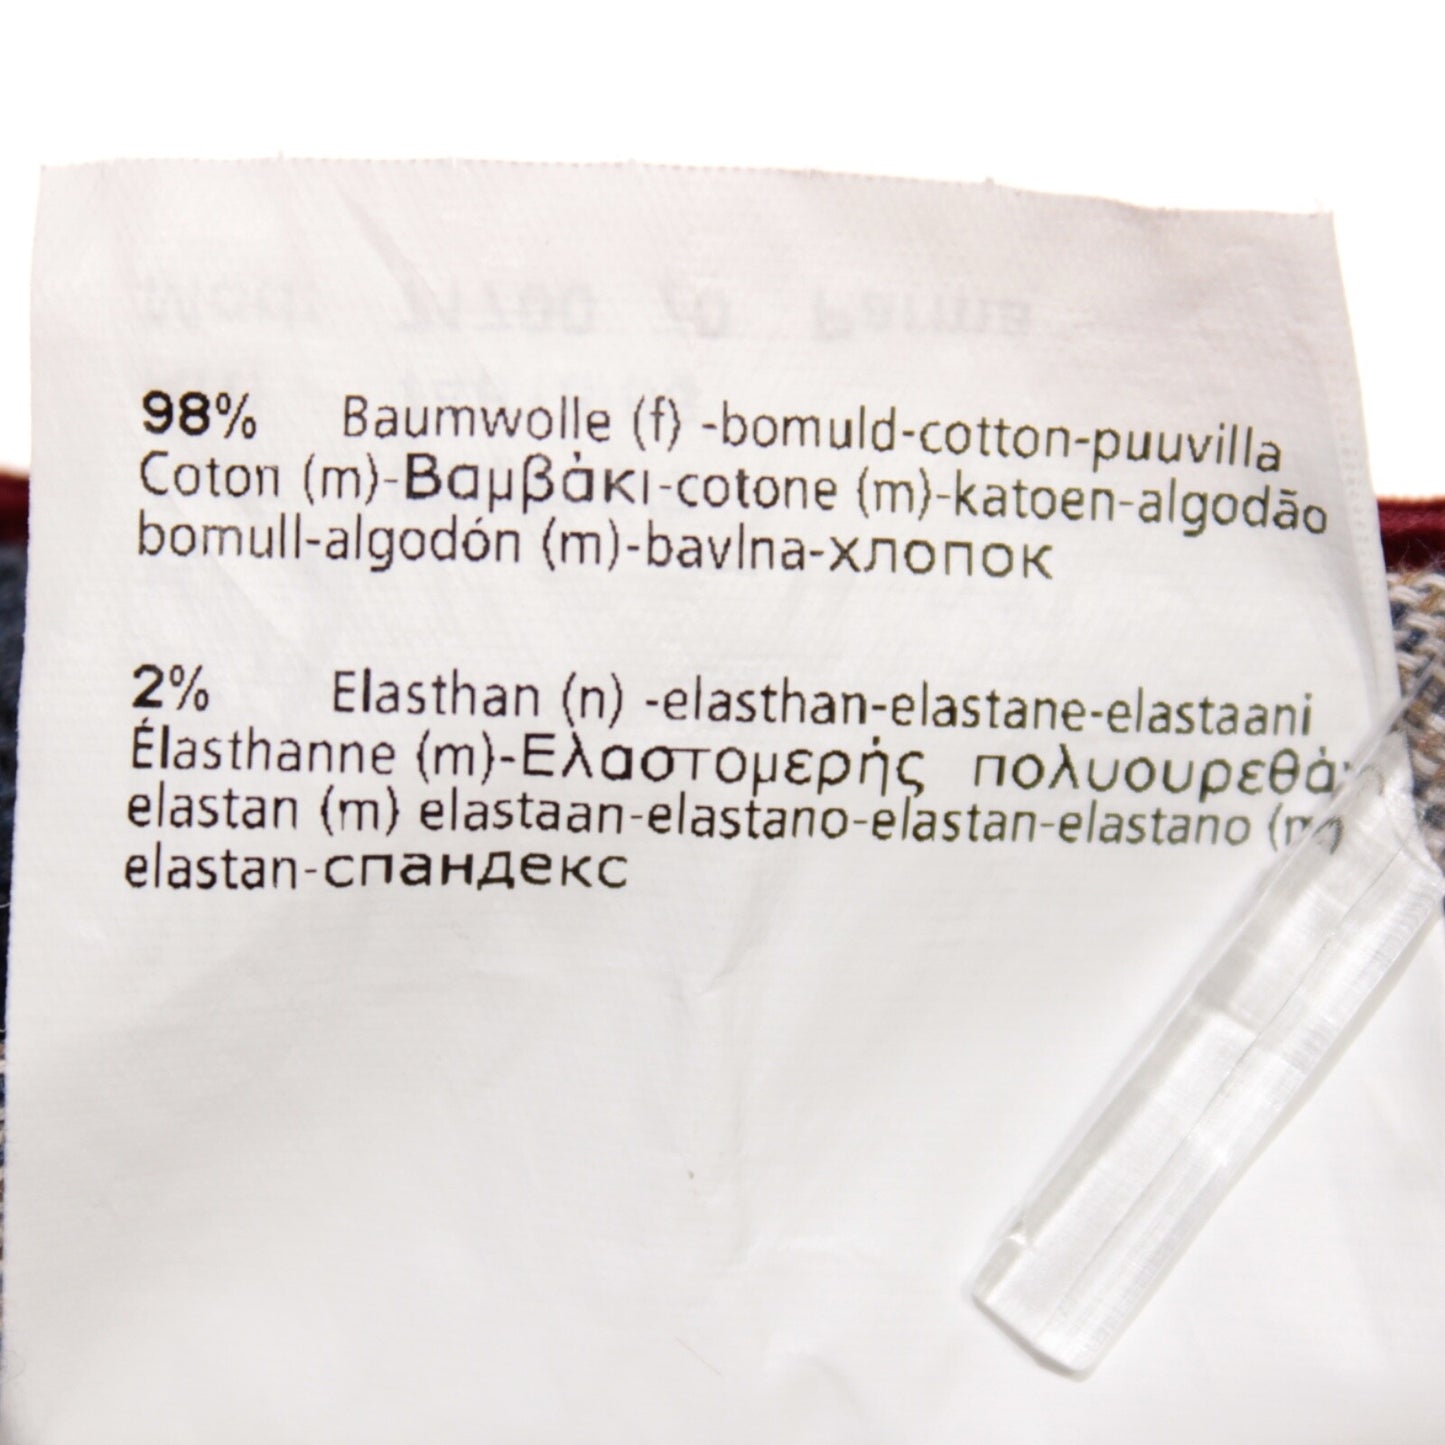 98% Baumwolle (f) -bomuld-cotton-puuvilla
Coton (m)-Βαμβάκι-cotone (m)-katoen-algodão
bomull-algodón (m)-bavlna-хлопок
2% Elasthan (n) -elasthan-elastane-elastaani
Élasthanne (m)-Ελαστομερής
elastan (m) elastaan-elastano-elastan-elastano
elastan-спандекс